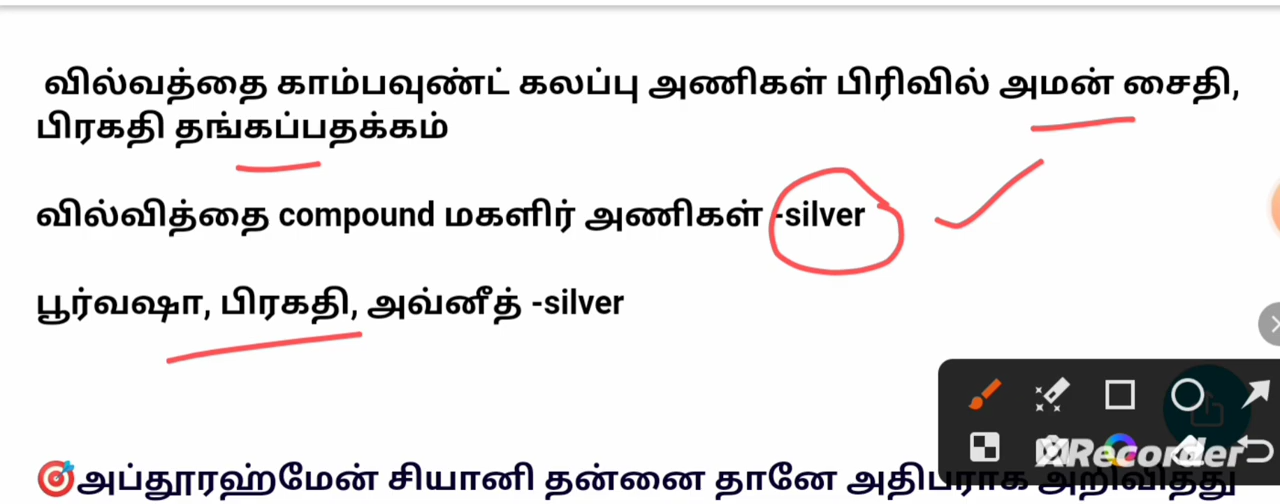 வில்வத்தை காம்பவுண்ட் கலப்பு அணிகள் பிரிவில் அமன் சைதி,
பிரகதி தங்கப்பதக்கம்
வில்வித்தை compound மகளிர் அணிகள் -silver
பூர்வஷா, பிரகதி, அவ்னீத் -silver
🎯அப்தூரஹ்மேன் சியானி தன்னை தானே அதிபராக அறிவித்து
XRecorder